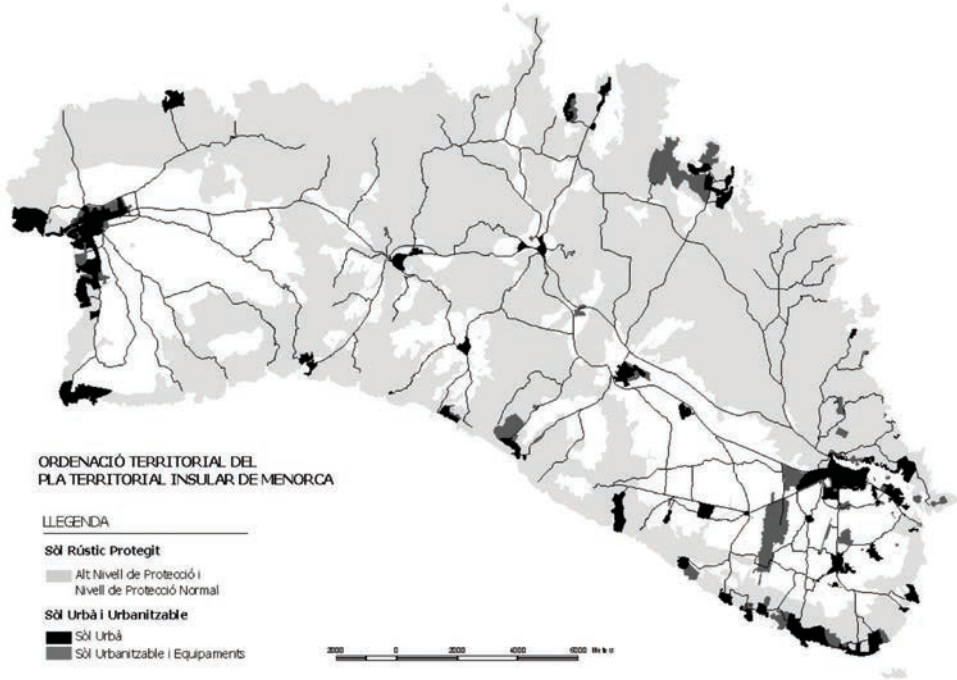 ORDENACIÓ TERRITORIAL DEL
PLA TERRITORIAL INSULAR DE MENORCA
LLEGENDA
Sòl Rústic Protegit
Alt Nivell de Protecció i
Nivell de Protecció Normal
Sòl Urbà i Urbanitzable
Sòl Urbà
Sòl Urbanitzable i Equipaments
2000 0 2000 4000 6000 Meters